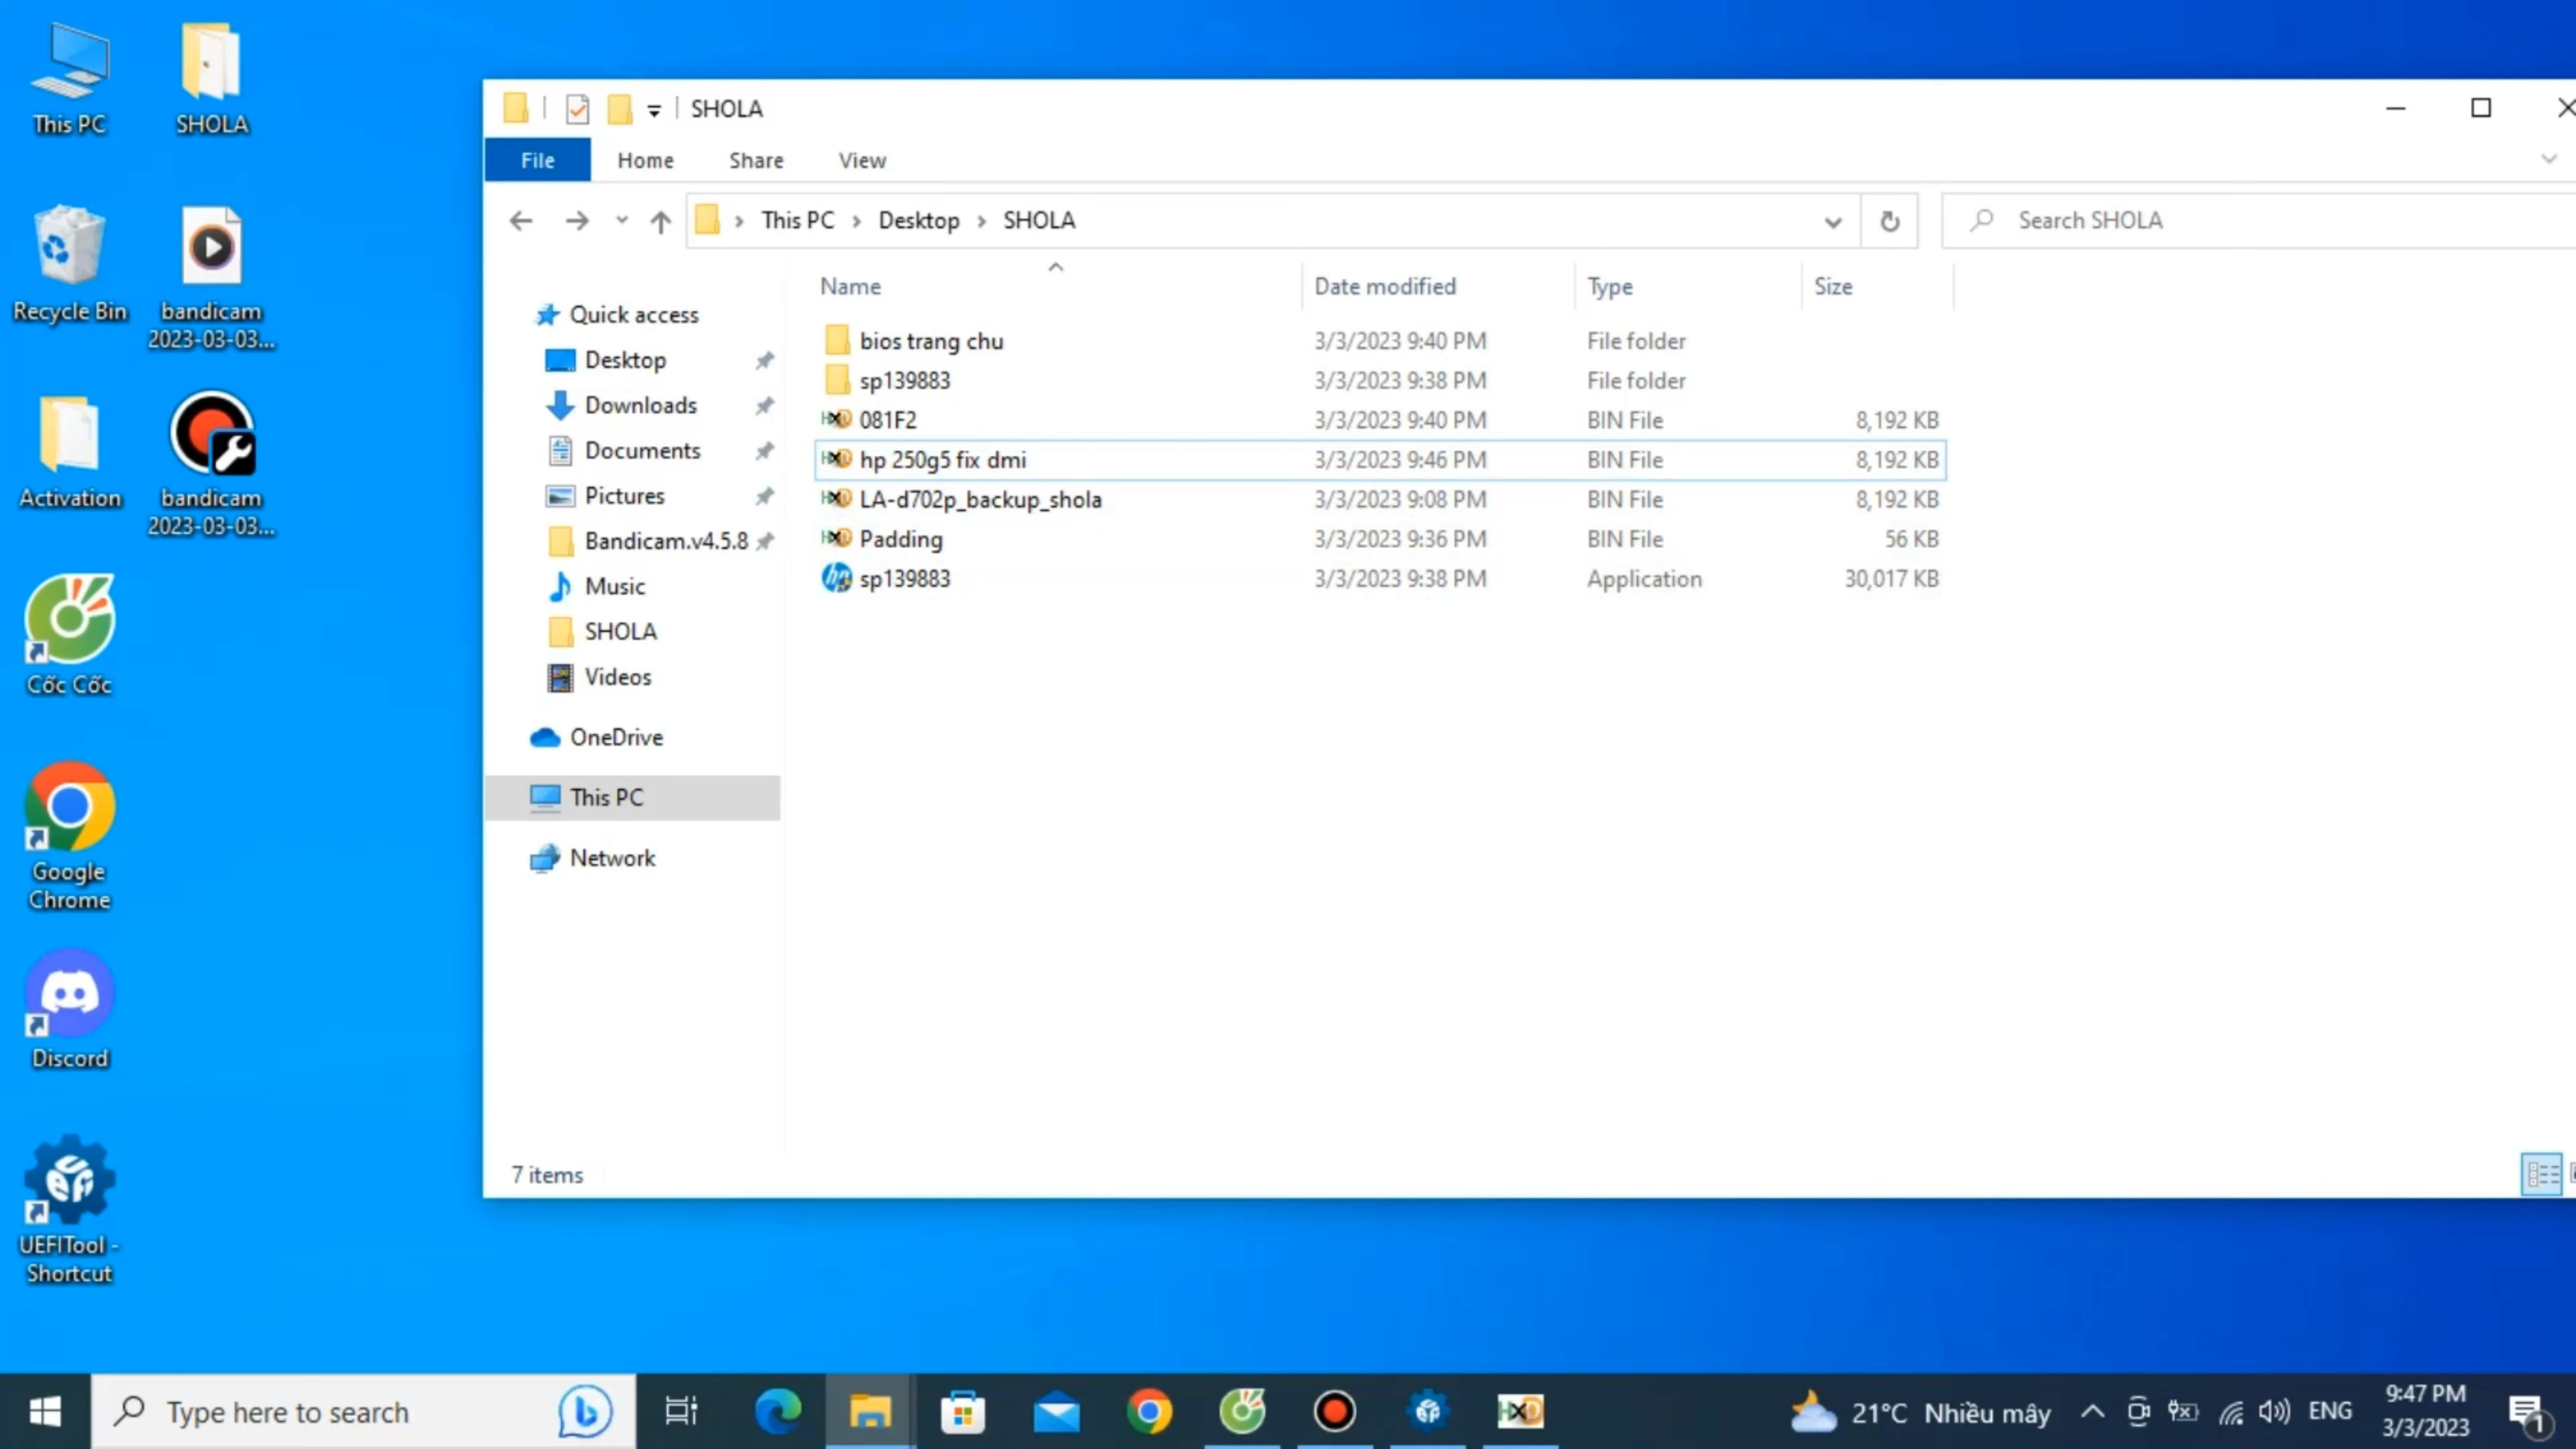 This PC
SHOLA
Recycle Bin
bandicam
2023-03-03...
Activation
bandicam
2023-03-03...
Cốc Cốc
Google
Chrome
Discord
UEFITool -
Shortcut
SHOLA
File Home Share View
This PC Desktop SHOLA
Search SHOLA
Quick access
Desktop
Downloads
Documents
Pictures
Bandicam.v4.5.8
Music
SHOLA
Videos
OneDrive
This PC
Network
Name Date modified Type Size
bios trang chu 3/3/2023 9:40 PM File folder
sp139883 3/3/2023 9:38 PM File folder
081F2 3/3/2023 9:40 PM BIN File 8,192 KB
hp 250g5 fix dmi 3/3/2023 9:46 PM BIN File 8,192 KB
LA-d702p_backup_shola 3/3/2023 9:08 PM BIN File 8,192 KB
Padding 3/3/2023 9:36 PM BIN File 56 KB
sp139883 3/3/2023 9:38 PM Application 30,017 KB
7 items
Type here to search
21°C Nhiều mây
ENG
9:47 PM
3/3/2023
1